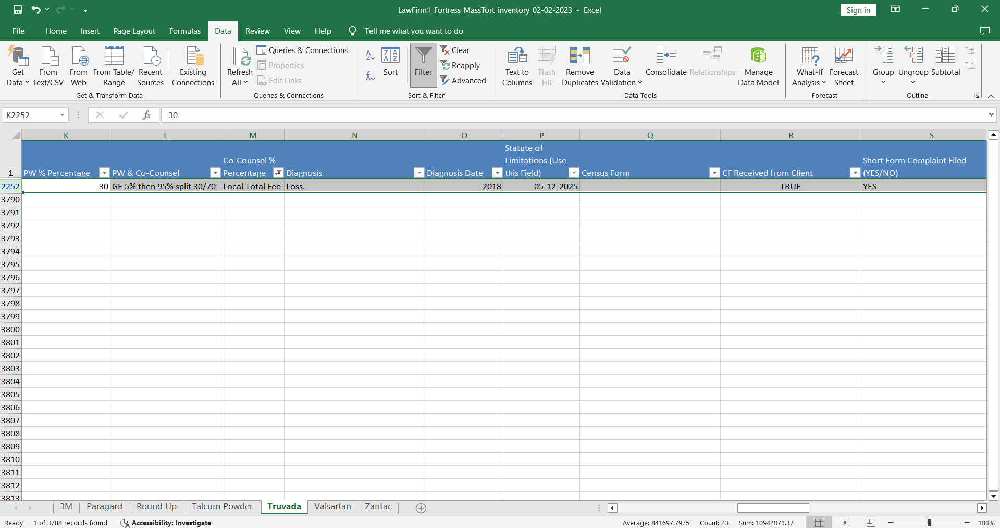 LawFirm1_Fortress_MassTort_inventory_02-02-2023 - Excel
Sign in
File Home Insert Page Layout Formulas Data Review View Help Tell me what you want to do
Get Data
From Text/CSV
From Web
From Table/ Range
Recent Sources
Existing Connections
Get & Transform Data
Refresh All
Queries & Connections
Properties
Edit Links
Queries & Connections
Sort
Filter
Clear
Reapply
Advanced
Sort & Filter
Text to Columns
Flash Fill
Remove Duplicates
Data Validation
Consolidate
Relationships
Manage Data Model
Data Tools
What-If Analysis
Forecast Sheet
Forecast
Group
Ungroup
Subtotal
Outline
K2252
fx
30
K L M N O P Q R S
1
PW % Percentage
PW & Co-Counsel
Co-Counsel % Percentage
Diagnosis
Diagnosis Date
Statute of Limitations (Use this Field)
Census Form
CF Received from Client
Short Form Complaint Filed (YES/NO)
2252 30 GE 5% then 95% split 30/70 Local Total Fee Loss. 2018 05-12-2025 TRUE YES
3790
3791
3792
3793
3794
3795
3796
3797
3798
3799
3800
3801
3802
3803
3804
3805
3806
3807
3808
3809
3810
3811
3812
3813
3M Paragard Round Up Talcum Powder Truvada Valsartan Zantac
Ready 1 of 3788 records found Accessibility: Investigate Average: 841697.7975 Count: 23 Sum: 10942071.37 100%